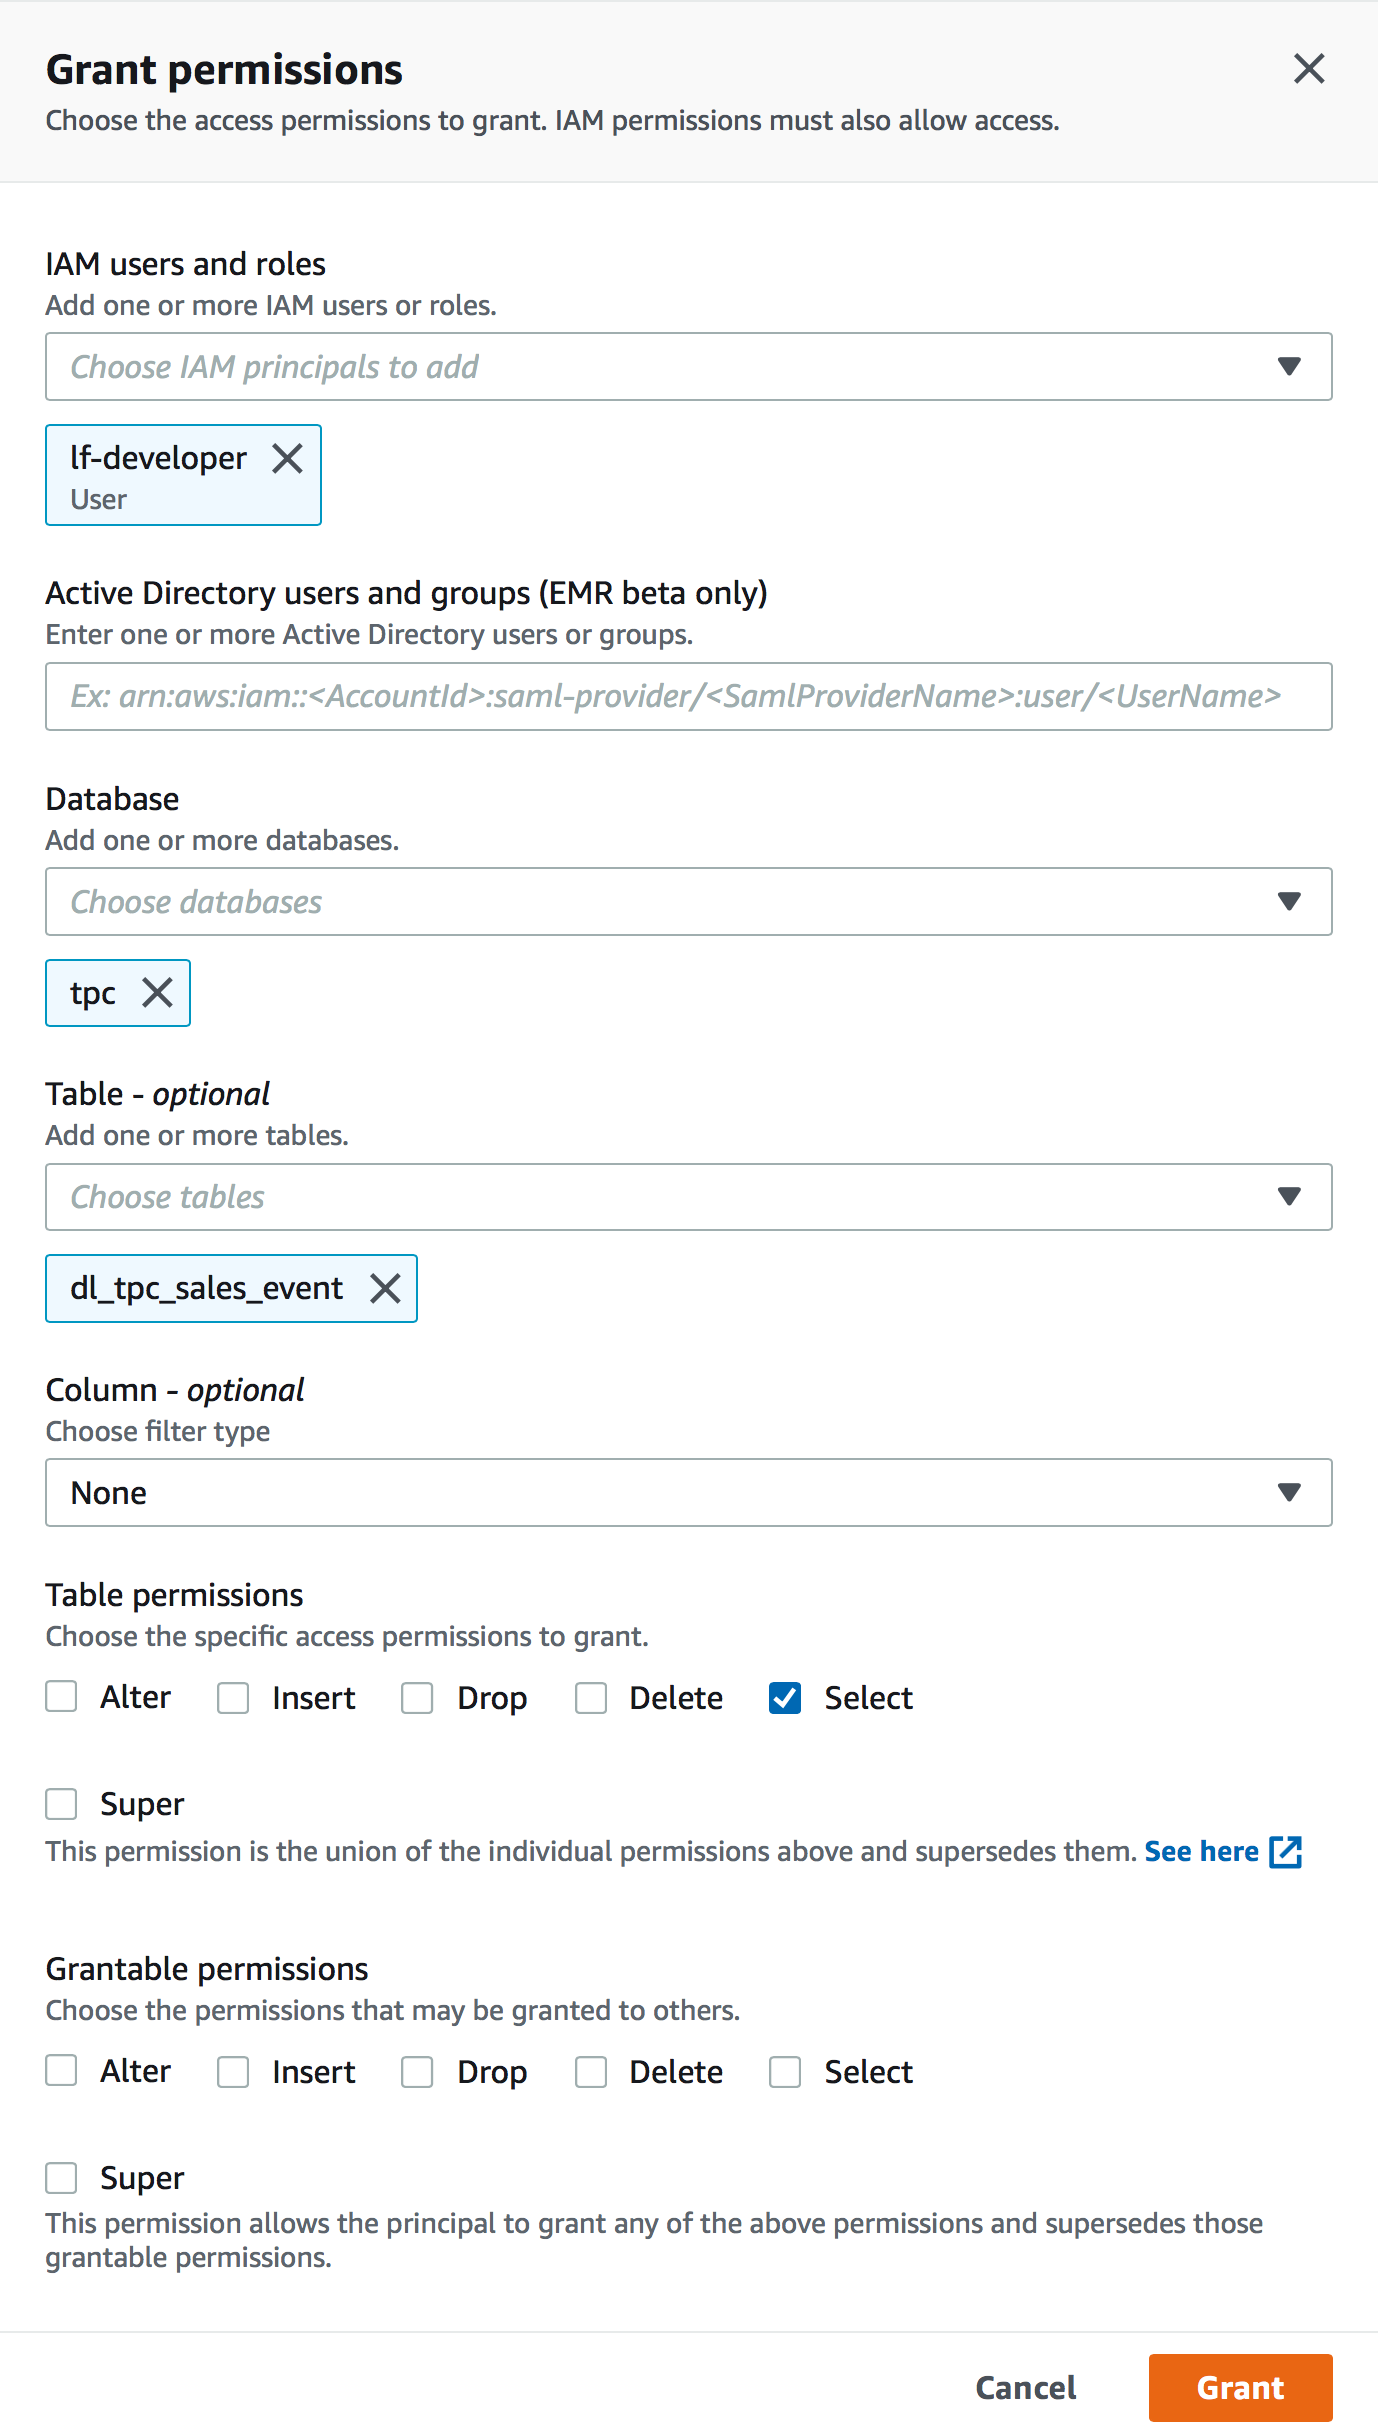 Grant permissions
Choose the access permissions to grant. IAM permissions must also allow access.
IAM users and roles
Add one or more IAM users or roles.
Choose IAM principals to add
lf-developer
User
Active Directory users and groups (EMR beta only)
Enter one or more Active Directory users or groups.
Ex: arn:aws:iam::<AccountId>:saml-provider/<SamlProviderName>:user/<UserName>
Database
Add one or more databases.
Choose databases
tpc
Table - optional
Add one or more tables.
Choose tables
dl_tpc_sales_event
Column - optional
Choose filter type
None
Table permissions
Choose the specific access permissions to grant.
Alter Insert Drop Delete Select
Super
This permission is the union of the individual permissions above and supersedes them. See here
Grantable permissions
Choose the permissions that may be granted to others.
Alter Insert Drop Delete Select
Super
This permission allows the principal to grant any of the above permissions and supersedes those
grantable permissions.
Cancel Grant